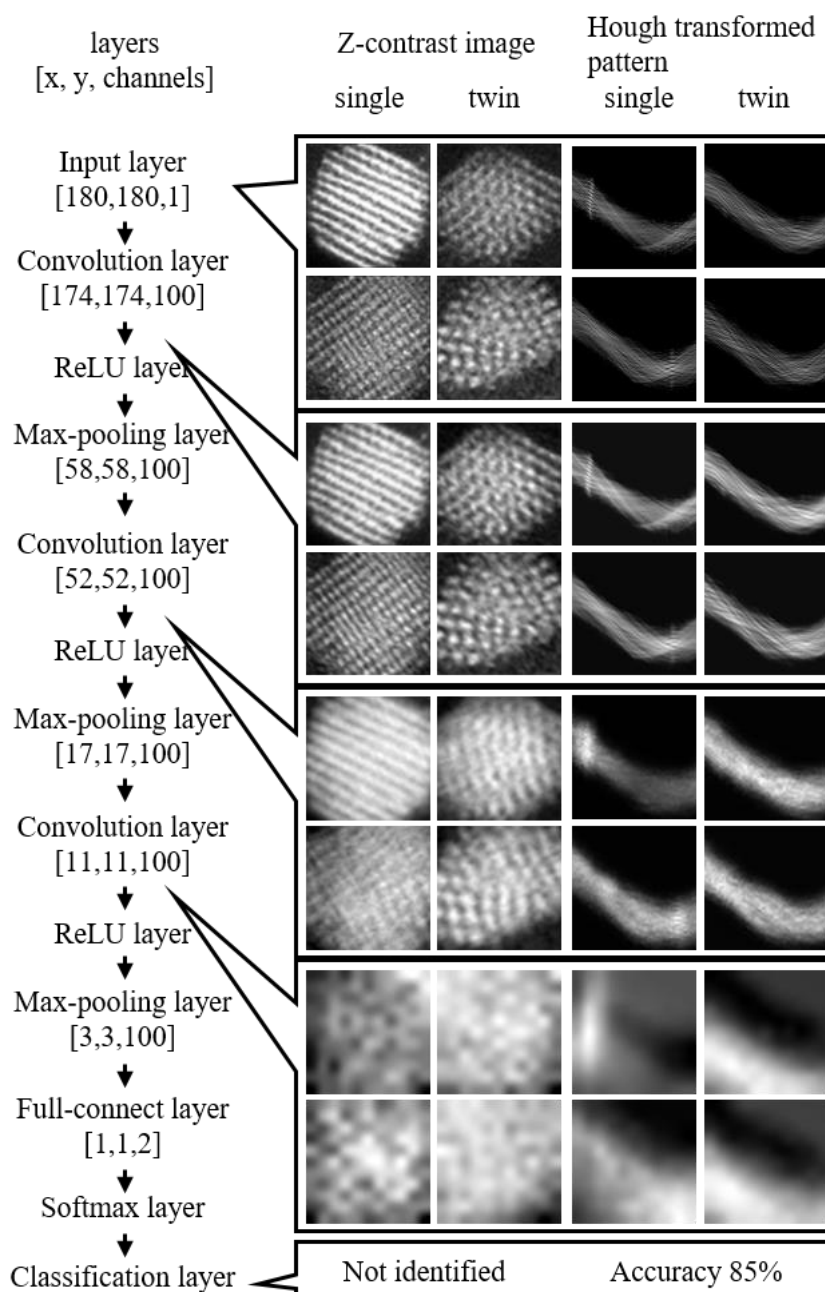 layers
[x, y, channels]
Z-contrast image
Hough transformed
pattern
single
twin
single
twin
Input layer
[180,180,1]
Convolution layer
[174,174,100]
ReLU layer
Max-pooling layer
[58,58,100]
Convolution layer
[52,52,100]
ReLU layer
Max-pooling layer
[17,17,100]
Convolution layer
[11,11,100]
ReLU layer
Max-pooling layer
[3,3,100]
Full-connect layer
[1,1,2]
Softmax layer
Classification layer
Not identified
Accuracy 85%